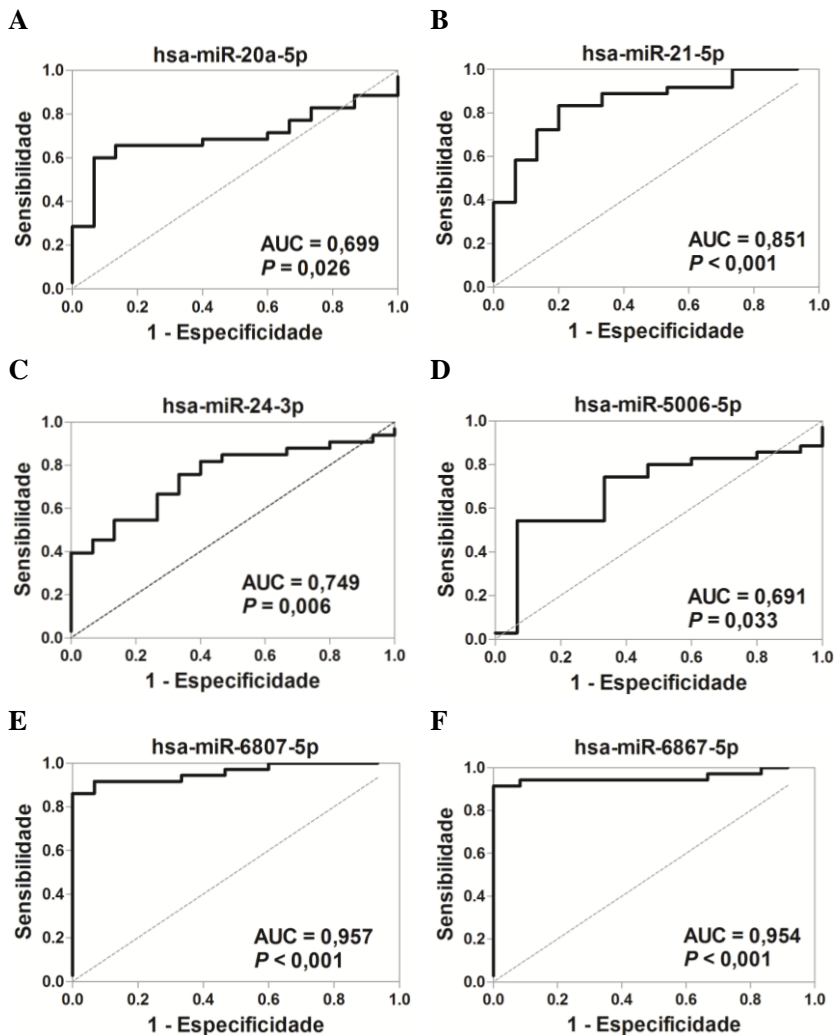 A
hsa-miR-20a-5p
1.0
0.8
0.6
0.4
0.2
0.0
Sensibilidade
AUC = 0,699
P = 0,026
0.0 0.2 0.4 0.6 0.8 1.0
1 - Especificidade
B
hsa-miR-21-5p
1.0
0.8
0.6
0.4
0.2
0.0
Sensibilidade
AUC = 0,851
P < 0,001
0.0 0.2 0.4 0.6 0.8 1.0
1 - Especificidade
C
hsa-miR-24-3p
1.0
0.8
0.6
0.4
0.2
0.0
Sensibilidade
AUC = 0,749
P = 0,006
0.0 0.2 0.4 0.6 0.8 1.0
1 - Especificidade
D
hsa-miR-5006-5p
1.0
0.8
0.6
0.4
0.2
0.0
Sensibilidade
AUC = 0,691
P = 0,033
0.0 0.2 0.4 0.6 0.8 1.0
1 - Especificidade
E
hsa-miR-6807-5p
1.0
0.8
0.6
0.4
0.2
0.0
Sensibilidade
AUC = 0,957
P < 0,001
0.0 0.2 0.4 0.6 0.8 1.0
1 - Especificidade
F
hsa-miR-6867-5p
1.0
0.8
0.6
0.4
0.2
0.0
Sensibilidade
AUC = 0,954
P < 0,001
0.0 0.2 0.4 0.6 0.8 1.0
1 - Especificidade